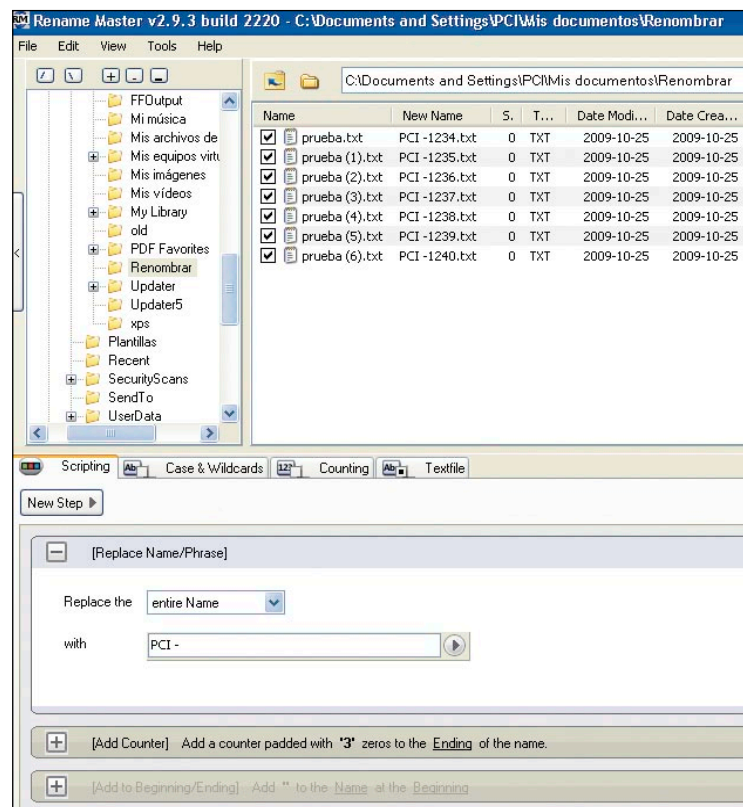 RM Rename Master v2.9.3 build 2220 - C:\Documents and Settings\PCI\Mis documentos\Renombrar
File Edit View Tools Help
C:\Documents and Settings\PCI\Mis documentos\Renombrar
FFOutput
Mi música
Mis archivos de
Mis equipos virtu
Mis imágenes
Mis vídeos
My Library
old
PDF Favorites
Renombrar
Updater
Updater5
xps
Plantillas
Recent
SecurityScans
SendTo
UserData
Name New Name S. T... Date Modi... Date Crea...
prueba.txt PCI -1234.txt 0 TXT 2009-10-25 2009-10-25
prueba (1).txt PCI -1235.txt 0 TXT 2009-10-25 2009-10-25
prueba (2).txt PCI -1236.txt 0 TXT 2009-10-25 2009-10-25
prueba (3).txt PCI -1237.txt 0 TXT 2009-10-25 2009-10-25
prueba (4).txt PCI -1238.txt 0 TXT 2009-10-25 2009-10-25
prueba (5).txt PCI -1239.txt 0 TXT 2009-10-25 2009-10-25
prueba (6).txt PCI -1240.txt 0 TXT 2009-10-25 2009-10-25
Scripting Case & Wildcards Counting Textfile
New Step
[Replace Name/Phrase]
Replace the entire Name
with PCI -
[Add Counter] Add a counter padded with "3" zeros to the Ending of the name.
[Add to Beginning/Ending] Add "" to the Name at the Beginning